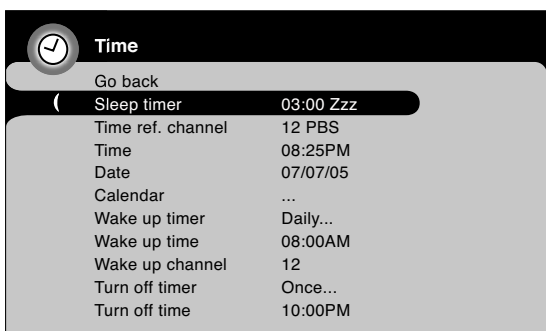 Time
Go back
Sleep timer 03:00 Zzz
Time ref. channel 12 PBS
Time 08:25PM
Date 07/07/05
Calendar ...
Wake up timer Daily...
Wake up time 08:00AM
Wake up channel 12
Turn off timer Once...
Turn off time 10:00PM